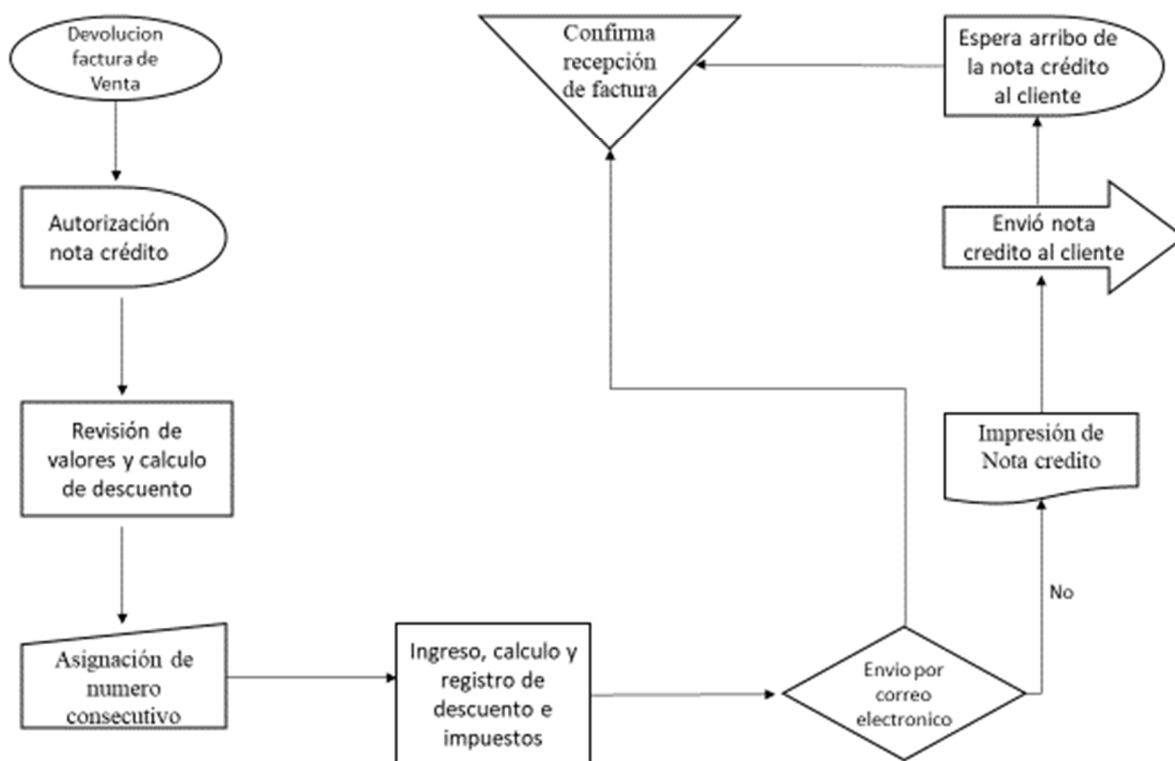 Devolucion
factura de
Venta
Autorización
nota crédito
Revisión de
valores y calculo
de descuento
Asignación de
numero
consecutivo
Ingreso, calculo y
registro de
descuento e
impuestos
Envio por
correo
electronico
No
Impresión de
Nota credito
Envió nota
credito al cliente
Espera arribo de
la nota crédito
al cliente
Confirma
recepción
de factura